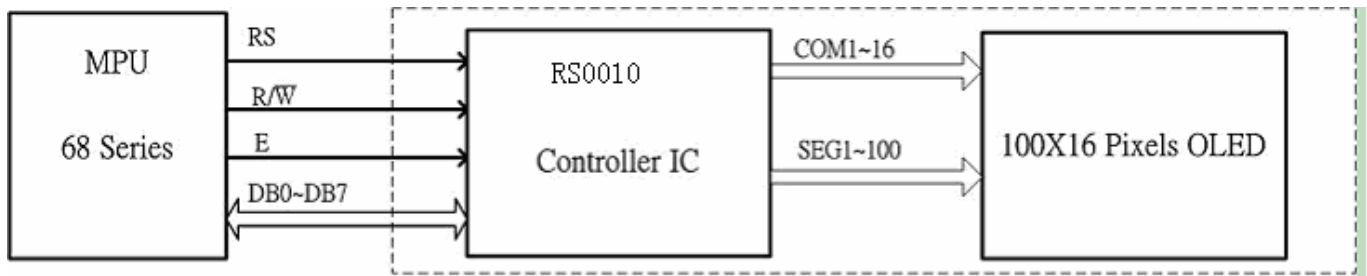 MPU
68 Series
RS
R/W̅
E
DB0~DB7
RS0010
Controller IC
COM1~16
SEG1~100
100X16 Pixels OLED